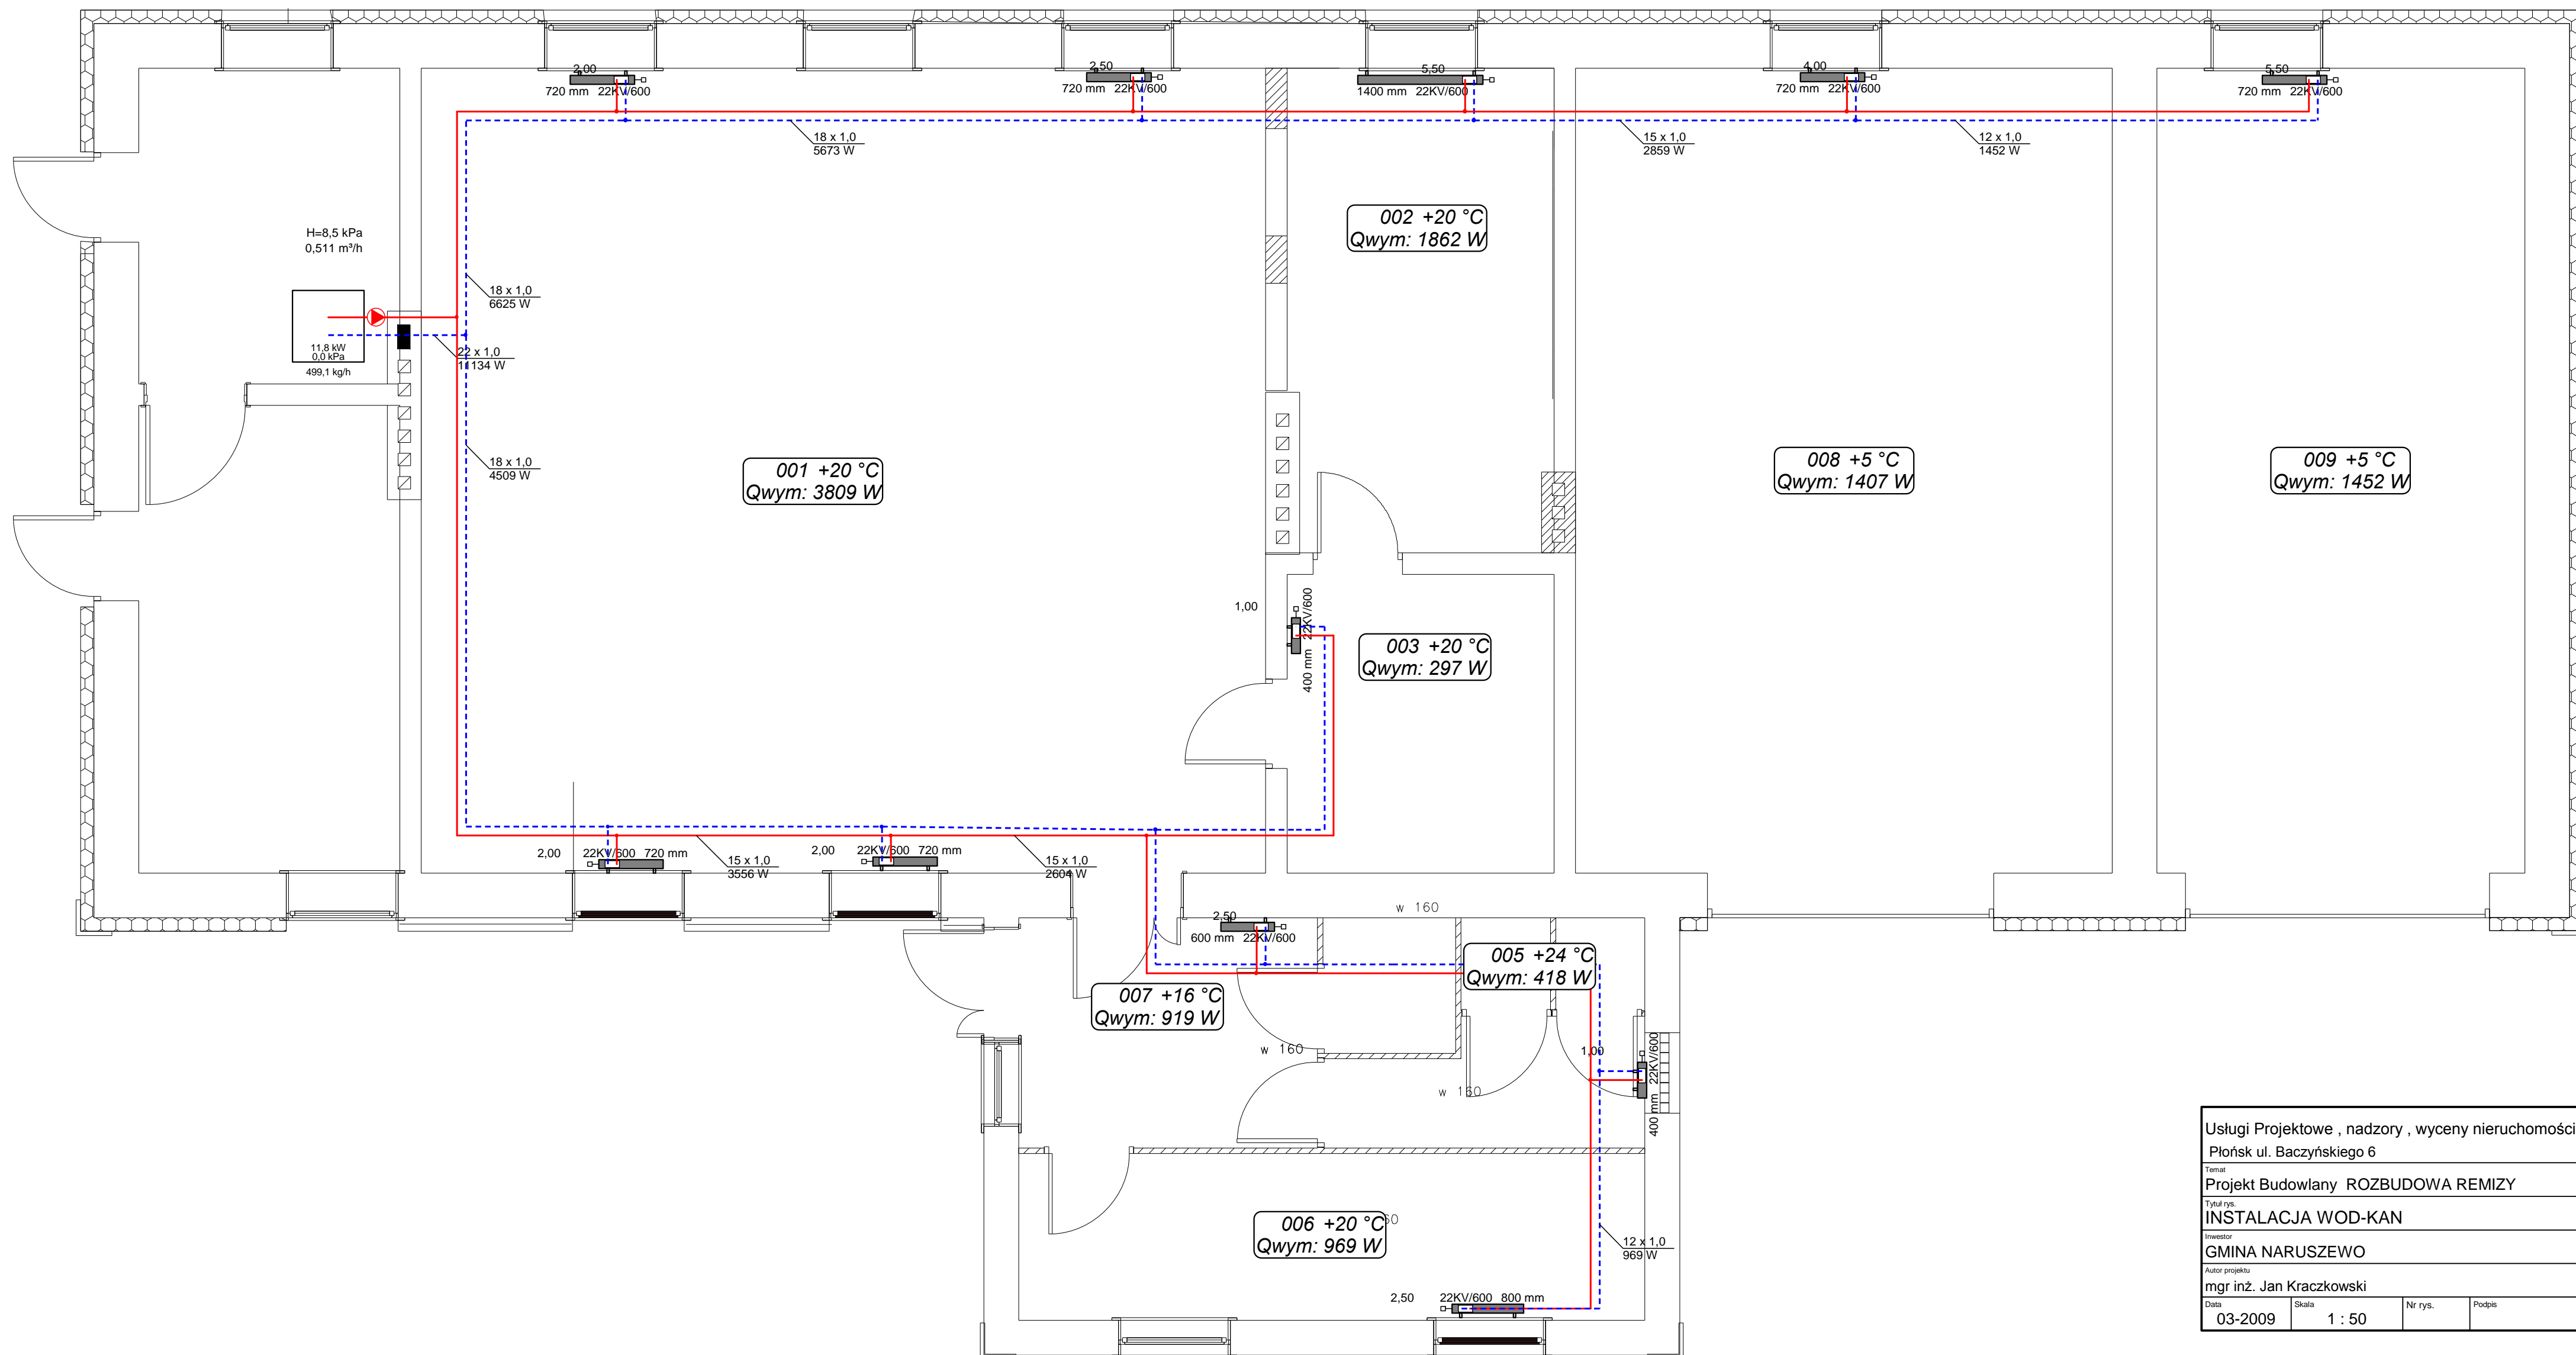 2,00
720 mm 22KV/600
2,50
720 mm 22KV/600
5,50
1400 mm 22KV/600
4,00
720 mm 22KV/600
5,50
720 mm 22KV/600
18 x 1,0
5673 W
15 x 1,0
2859 W
12 x 1,0
1452 W
H=8,5 kPa
0,511 m³/h
002 +20 °C
Qwym: 1862 W
18 x 1,0
6625 W
11,8 kW
0,0 kPa
499,1 kg/h
22 x 1,0
11134 W
18 x 1,0
4509 W
001 +20 °C
Qwym: 3809 W
008 +5 °C
Qwym: 1407 W
009 +5 °C
Qwym: 1452 W
1,00
400 mm 22KV/600
003 +20 °C
Qwym: 297 W
2,00 22KV/600 720 mm
2,00 22KV/600 720 mm
15 x 1,0
3556 W
15 x 1,0
2604 W
w 160
2,50
600 mm 22KV/600
005 +24 °C
Qwym: 418 W
007 +16 °C
Qwym: 919 W
w 160
1,00
400 mm 22KV/600
w 160
006 +20 °C
Qwym: 969 W
60
12 x 1,0
969 W
2,50 22KV/600 800 mm
Usługi Projektowe , nadzory , wyceny nieruchomości
Płońsk ul. Baczyńskiego 6
Temat
Projekt Budowlany ROZBUDOWA REMIZY
Tytuł rys.
INSTALACJA WOD-KAN
Inwestor
GMINA NARUSZEWO
Autor projektu
mgr inż. Jan Kraczkowski
Data Skala Nr rys. Podpis
03-2009 1 : 50